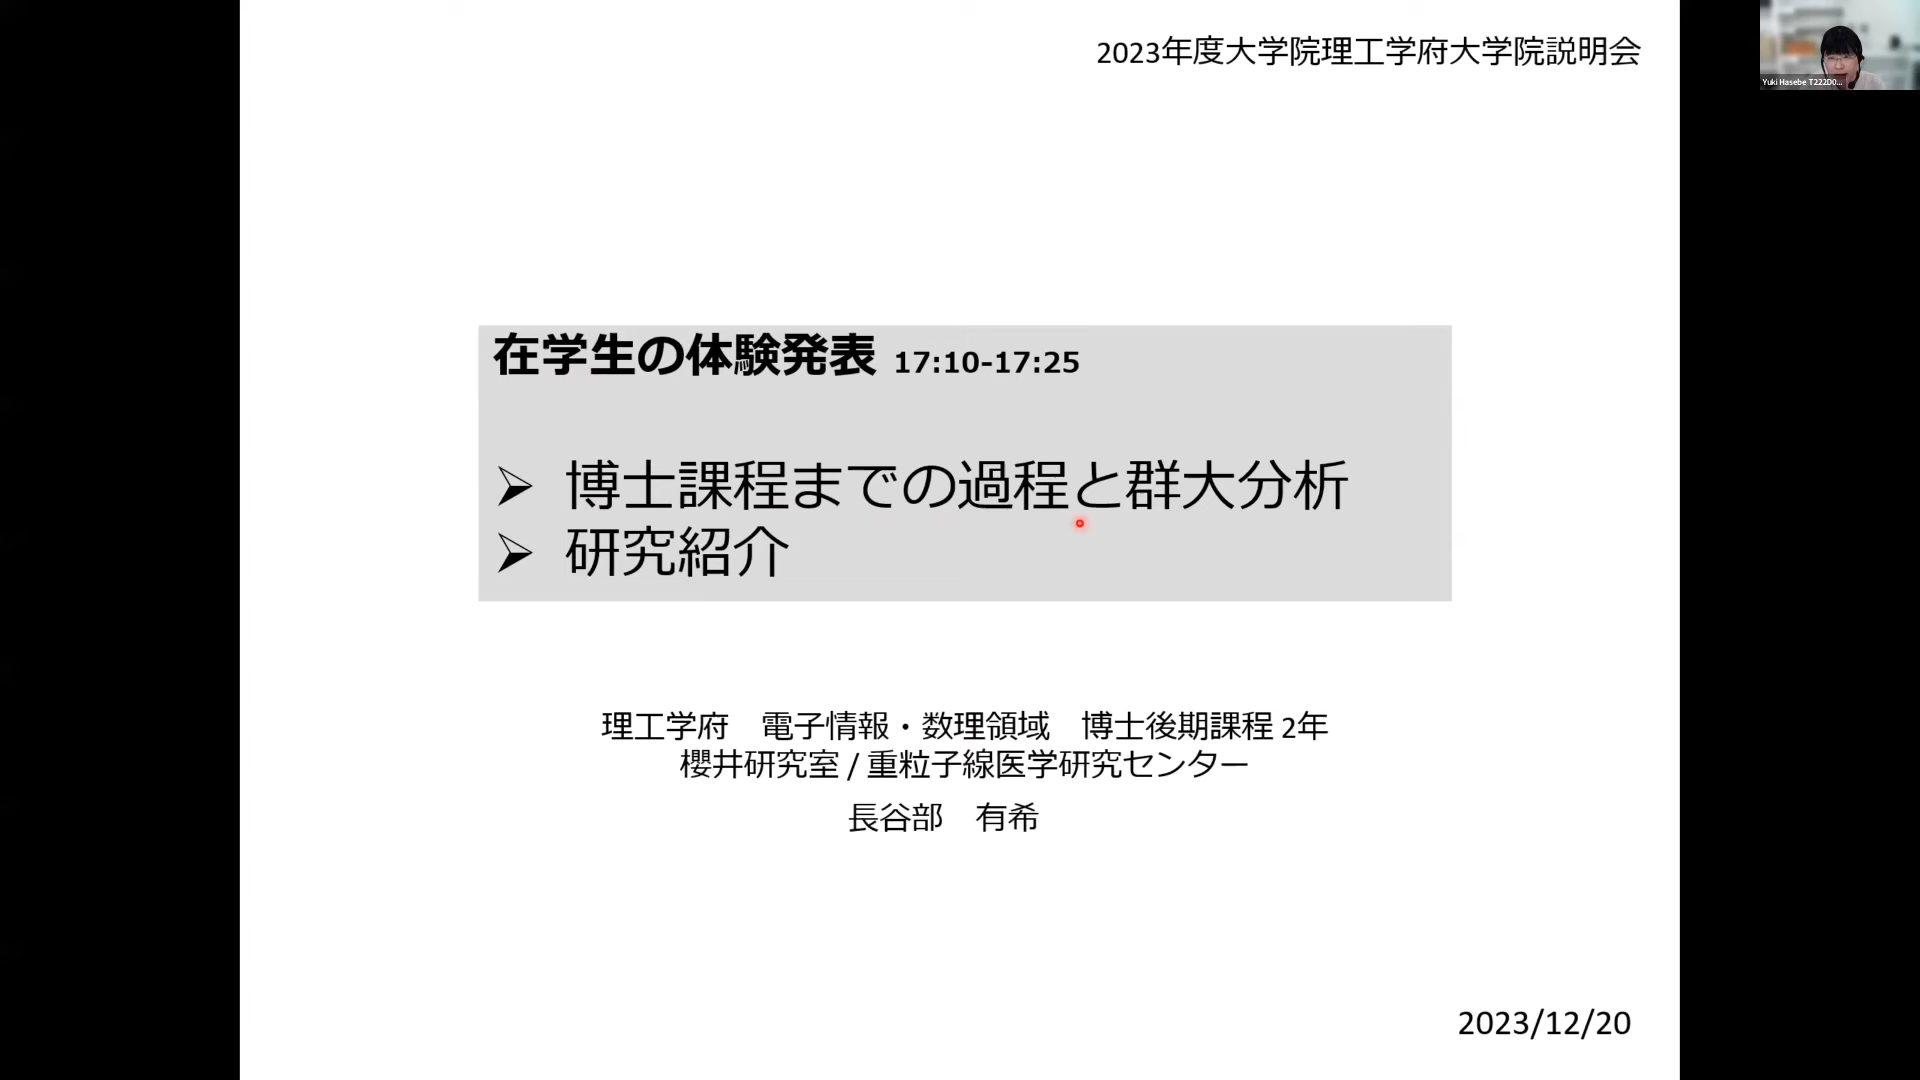 2023年度大学院理工学府大学院説明会
Yuki Hasebe T222D0...
在学生の体験発表 17:10-17:25
➢ 博士課程までの過程と群大分析
➢ 研究紹介
理工学府　電子情報・数理領域　博士後期課程 2年
櫻井研究室 / 重粒子線医学研究センター
長谷部　有希
2023/12/20